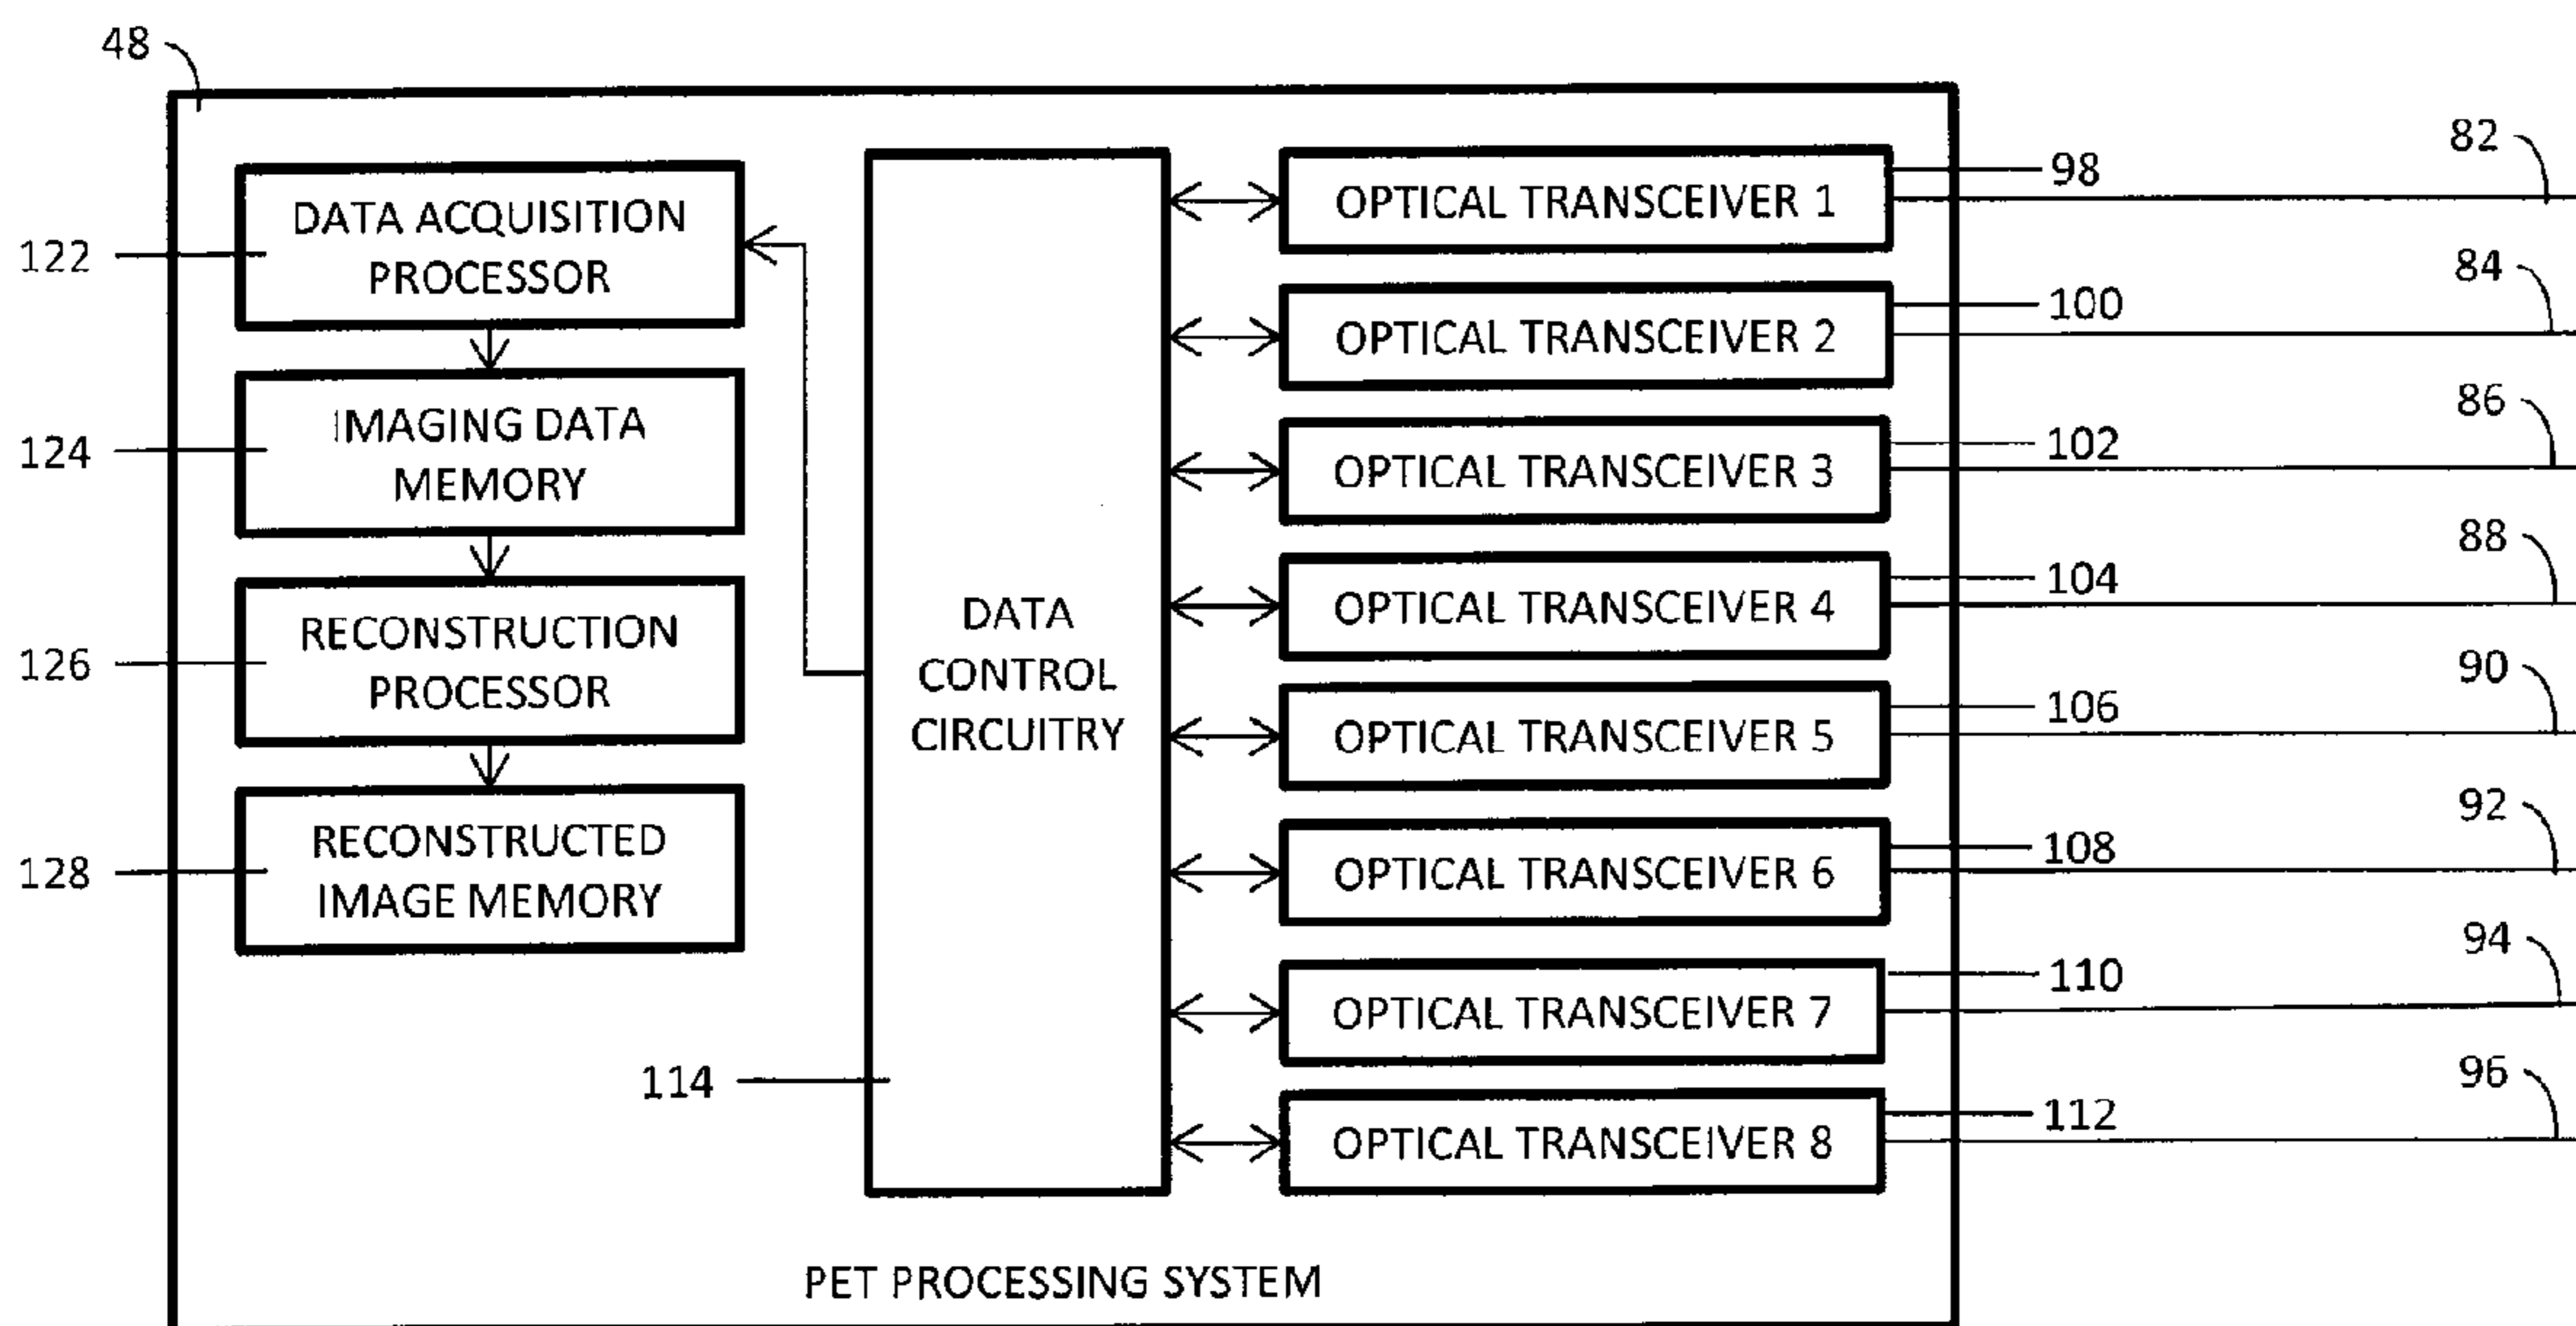 48
82
DATA ACQUISITION
PROCESSOR
122
OPTICAL TRANSCEIVER 1
98
84
OPTICAL TRANSCEIVER 2
100
IMAGING DATA
MEMORY
124
86
OPTICAL TRANSCEIVER 3
102
88
OPTICAL TRANSCEIVER 4
104
RECONSTRUCTION
PROCESSOR
126
DATA
CONTROL
CIRCUITRY
90
OPTICAL TRANSCEIVER 5
106
RECONSTRUCTED
IMAGE MEMORY
128
92
OPTICAL TRANSCEIVER 6
108
94
OPTICAL TRANSCEIVER 7
110
114
96
OPTICAL TRANSCEIVER 8
112
PET PROCESSING SYSTEM